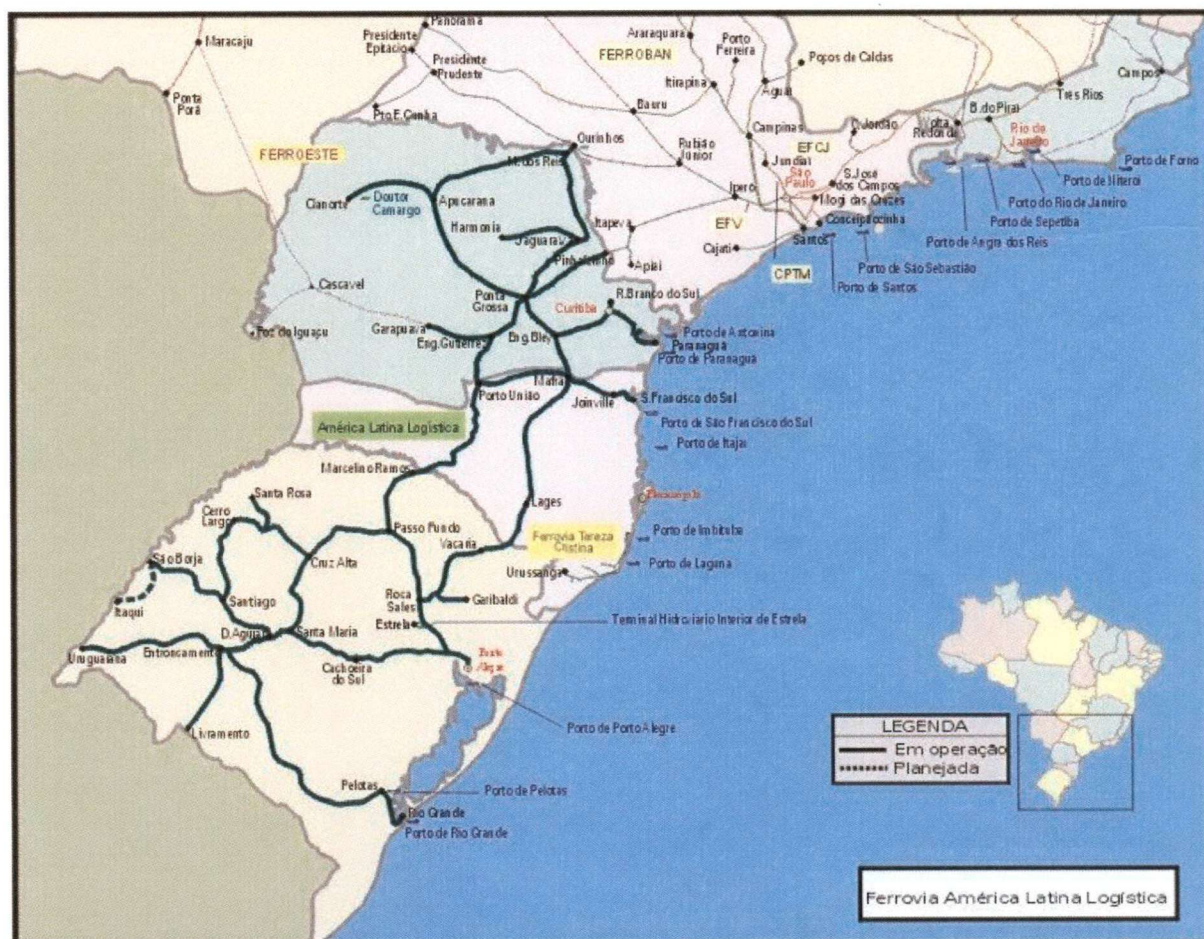 Panorama
Araraquara
Porto
Ferreira
Maracaju
Presidente
Epitacio
FERROBAN
Poços de Caldas
Presidente
Prudente
Itirapina
Aguaí
Campos
Três Rios
Ponta
Porã
Pro.E.Cunha
Bauru
B.do Piraí
Volta
Redonda
Rio de
Janeiro
Campinas
C.Jordão
Ourinhos
Rubião
Júnior
EFCJ
FERROESTE
M.dos Reis
Jundiaí
São
Paulo
S.José
dos Campos
Porto de Forno
Porto de Niteroi
Cianorte
Doutor
Camargo
Apucarana
Iperó
Mogi das Cruzes
Porto do Rio de Janeiro
Harmonia
Itapeva
EFV
Conceiçãozinha
Porto de Sepetiba
Jaguaraiva
Cajati
Santos
Porto de Angra dos Reis
Pinhalzinho
Apiaí
CPTM
Porto de São Sebastião
Porto de Santos
Cascavel
Ponta
Grossa
R.Branco do Sul
Curitiba
Foz do Iguaçu
Garapuava
Eng.Gutierrez
Eng.Bley
Porto de Antonina
Paranaguá
Porto de Paranaguá
Mafra
Porto União
Joinville
S.Francisco do Sul
América Latina Logística
Porto de São Francisco do Sul
Porto de Itajaí
Marcelino Ramos
Santa Rosa
Lages
Florianópolis
Cerro
Largo
Passo Fundo
Ferrovia Tereza
Cristina
Porto de Imbituba
Vacaria
São Borja
Cruz Alta
Urussanga
Porto de Laguna
Itaqui
Santiago
Roca
Sales
Garibaldi
Estrela
Terminal Hidroviario Interior de Estrela
D.Aguiar
Santa Maria
Uruguaiana
Entroncamento
Cachoeira
do Sul
Porto
Alegre
Livramento
Porto de Porto Alegre
LEGENDA
Em operação
Planejada
Pelotas
Porto de Pelotas
Rio Grande
Porto de Rio Grande
Ferrovia América Latina Logística